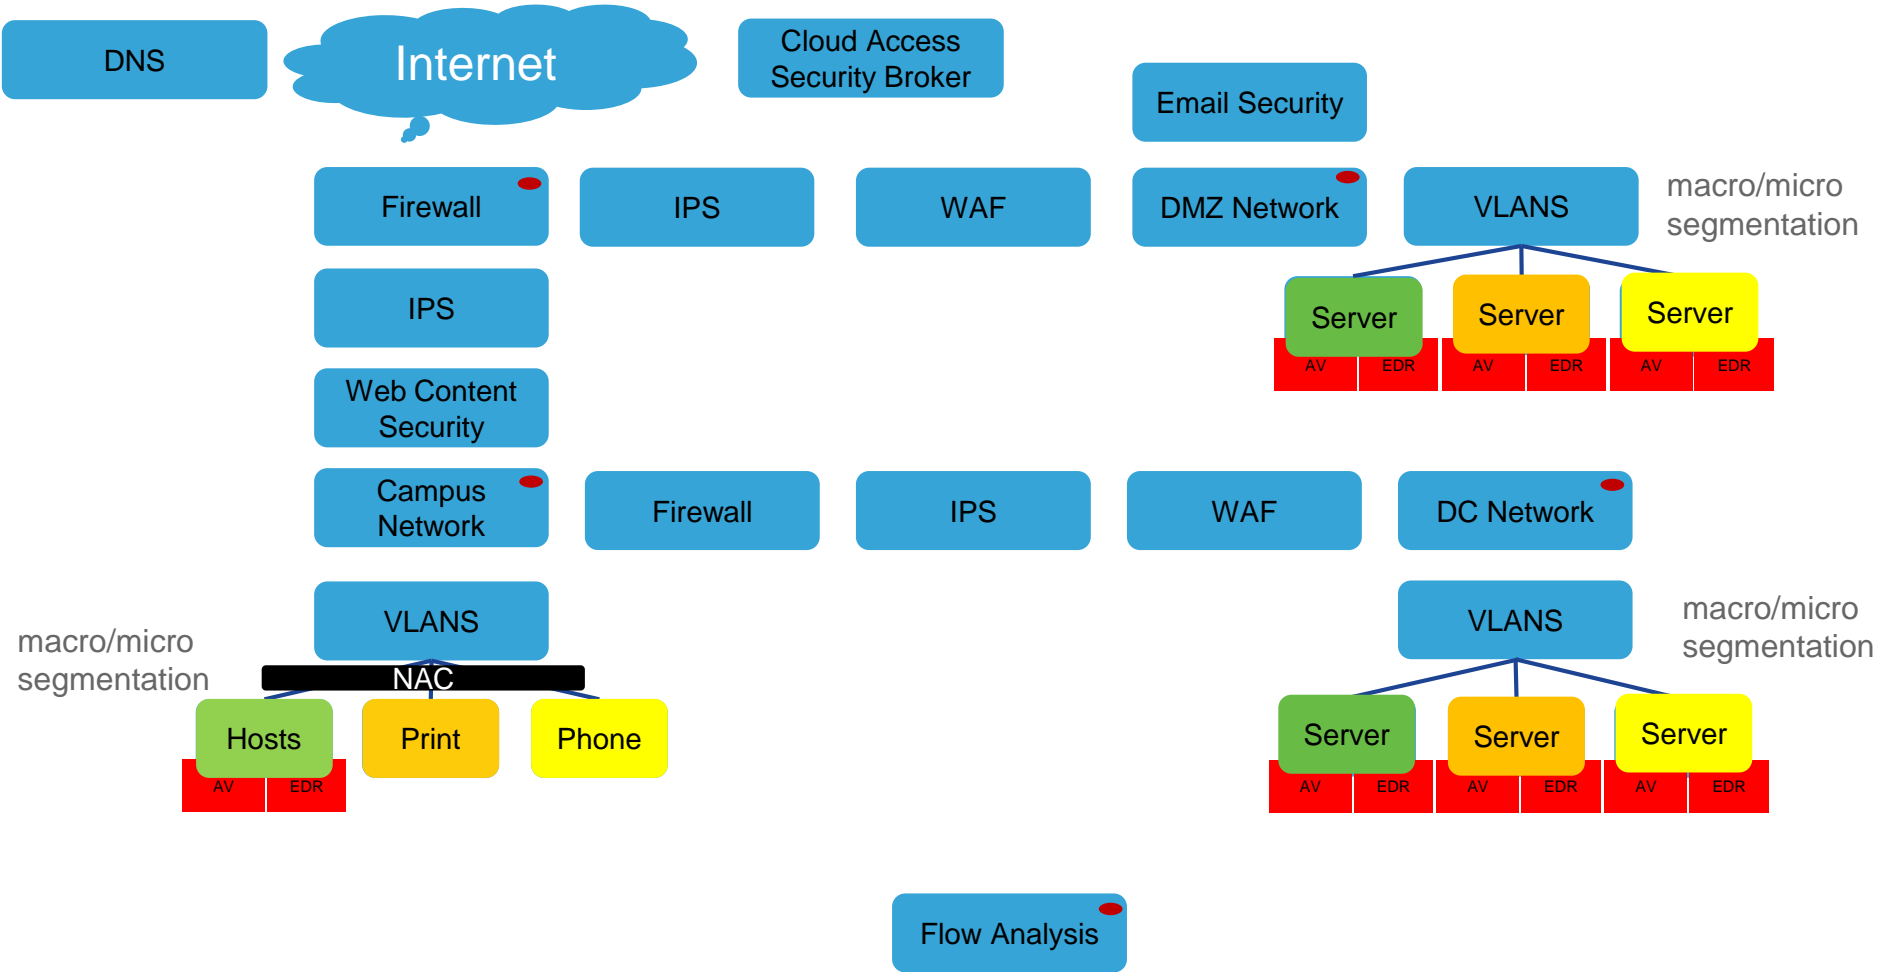 DNS
Internet
Cloud Access
Security Broker
Email Security
Firewall
IPS
WAF
DMZ Network
VLANS
macro/micro
segmentation
Server
Server
Server
AV
EDR
AV
EDR
AV
EDR
IPS
Web Content
Security
Campus
Network
Firewall
IPS
WAF
DC Network
VLANS
macro/micro
segmentation
NAC
Hosts
Print
Phone
AV
EDR
VLANS
macro/micro
segmentation
Server
Server
Server
AV
EDR
AV
EDR
AV
EDR
Flow Analysis